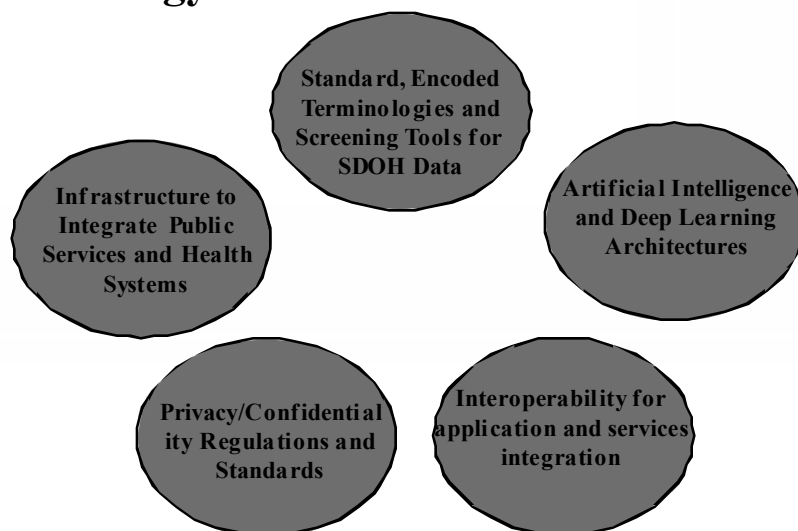 Standard, Encoded
Terminologies and
Screening Tools for
SDOH Data
Infrastructure to
Integrate Public
Services and Health
Systems
Artificial Intelligence
and Deep Learning
Architectures
Privacy/Confidential
ity Regulations and
Standards
Interoperability for
application and services
integration